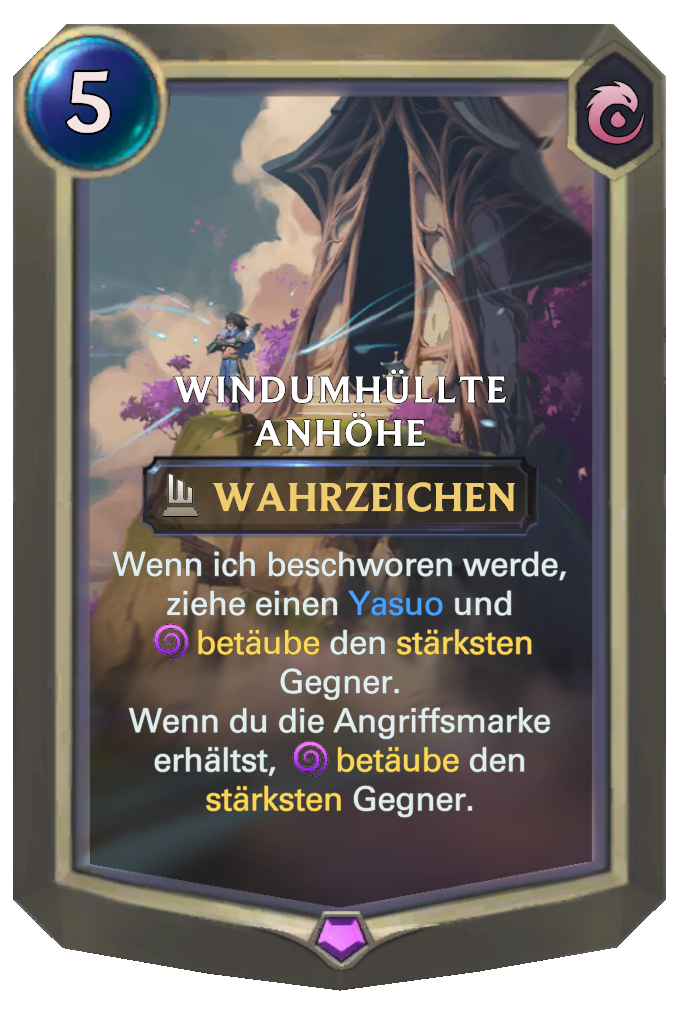 5
WINDUMHÜLLTE
ANHÖHE
WAHRZEICHEN
Wenn ich beschworen werde,
ziehe einen Yasuo und
betäube den stärksten
Gegner.
Wenn du die Angriffsmarke
erhältst, betäube den
stärksten Gegner.